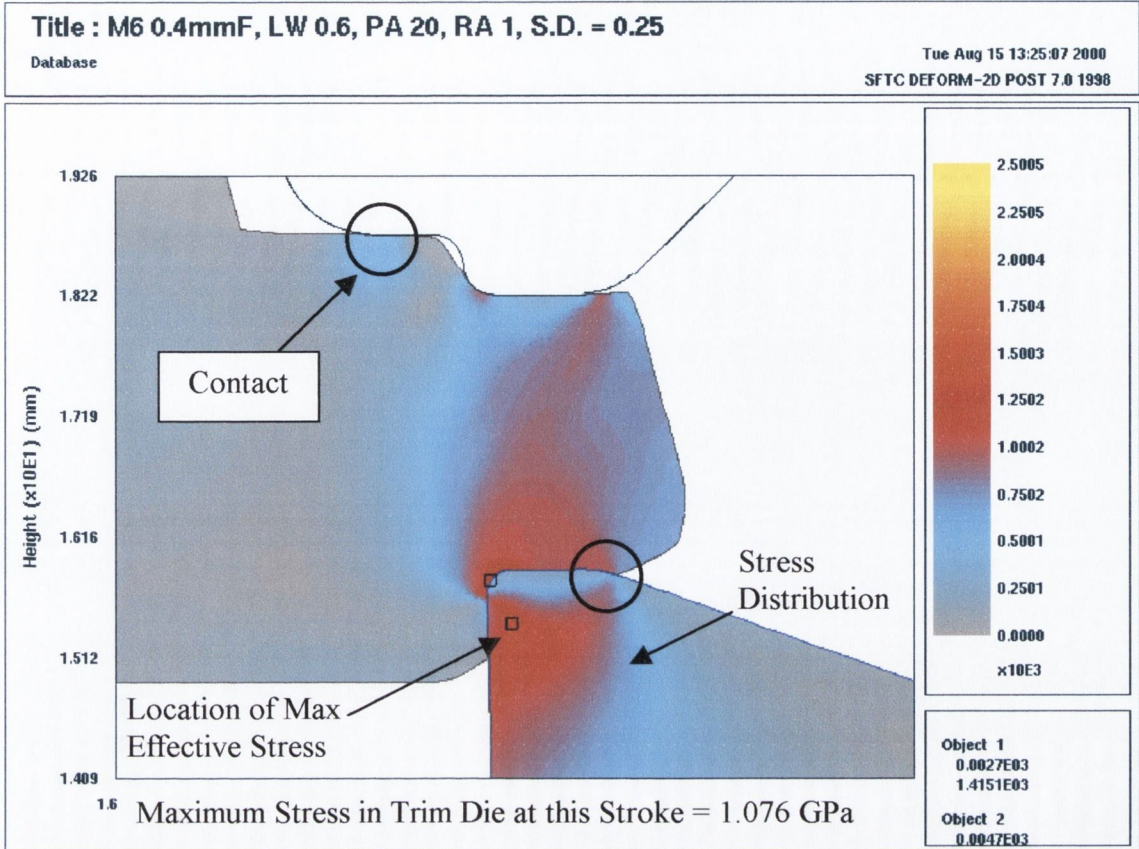 Title : M6 0.4mmF, LW 0.6, PA 20, RA 1, S.D. = 0.25
Database
Tue Aug 15 13:25:07 2000
SFTC DEFORM-2D POST 7.0 1998
1.926
1.822
1.719
1.616
1.512
1.409
1.6
Height (x10E1) (mm)
Contact
Stress
Distribution
Location of Max
Effective Stress
Maximum Stress in Trim Die at this Stroke = 1.076 GPa
2.5005
2.2505
2.0004
1.7504
1.5003
1.2502
1.0002
0.7502
0.5001
0.2501
0.0000
x10E3
Object 1
0.0027E03
1.4151E03
Object 2
0.0047E03